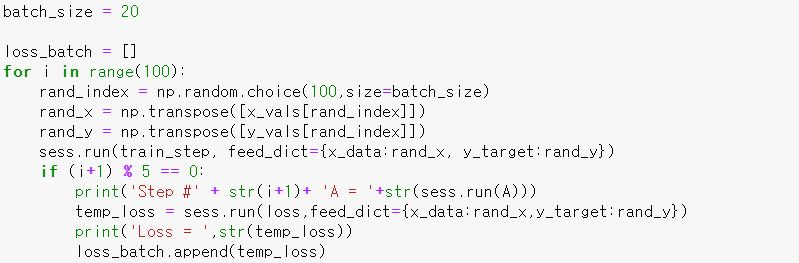 batch_size = 20
loss_batch = []
for i in range(100):
    rand_index = np.random.choice(100,size=batch_size)
    rand_x = np.transpose([x_vals[rand_index]])
    rand_y = np.transpose([y_vals[rand_index]])
    sess.run(train_step, feed_dict={x_data:rand_x, y_target:rand_y})
    if (i+1) % 5 == 0:
        print('Step #' + str(i+1)+ 'A = '+str(sess.run(A)))
        temp_loss = sess.run(loss,feed_dict={x_data:rand_x,y_target:rand_y})
        print('Loss = ',str(temp_loss))
        loss_batch.append(temp_loss)